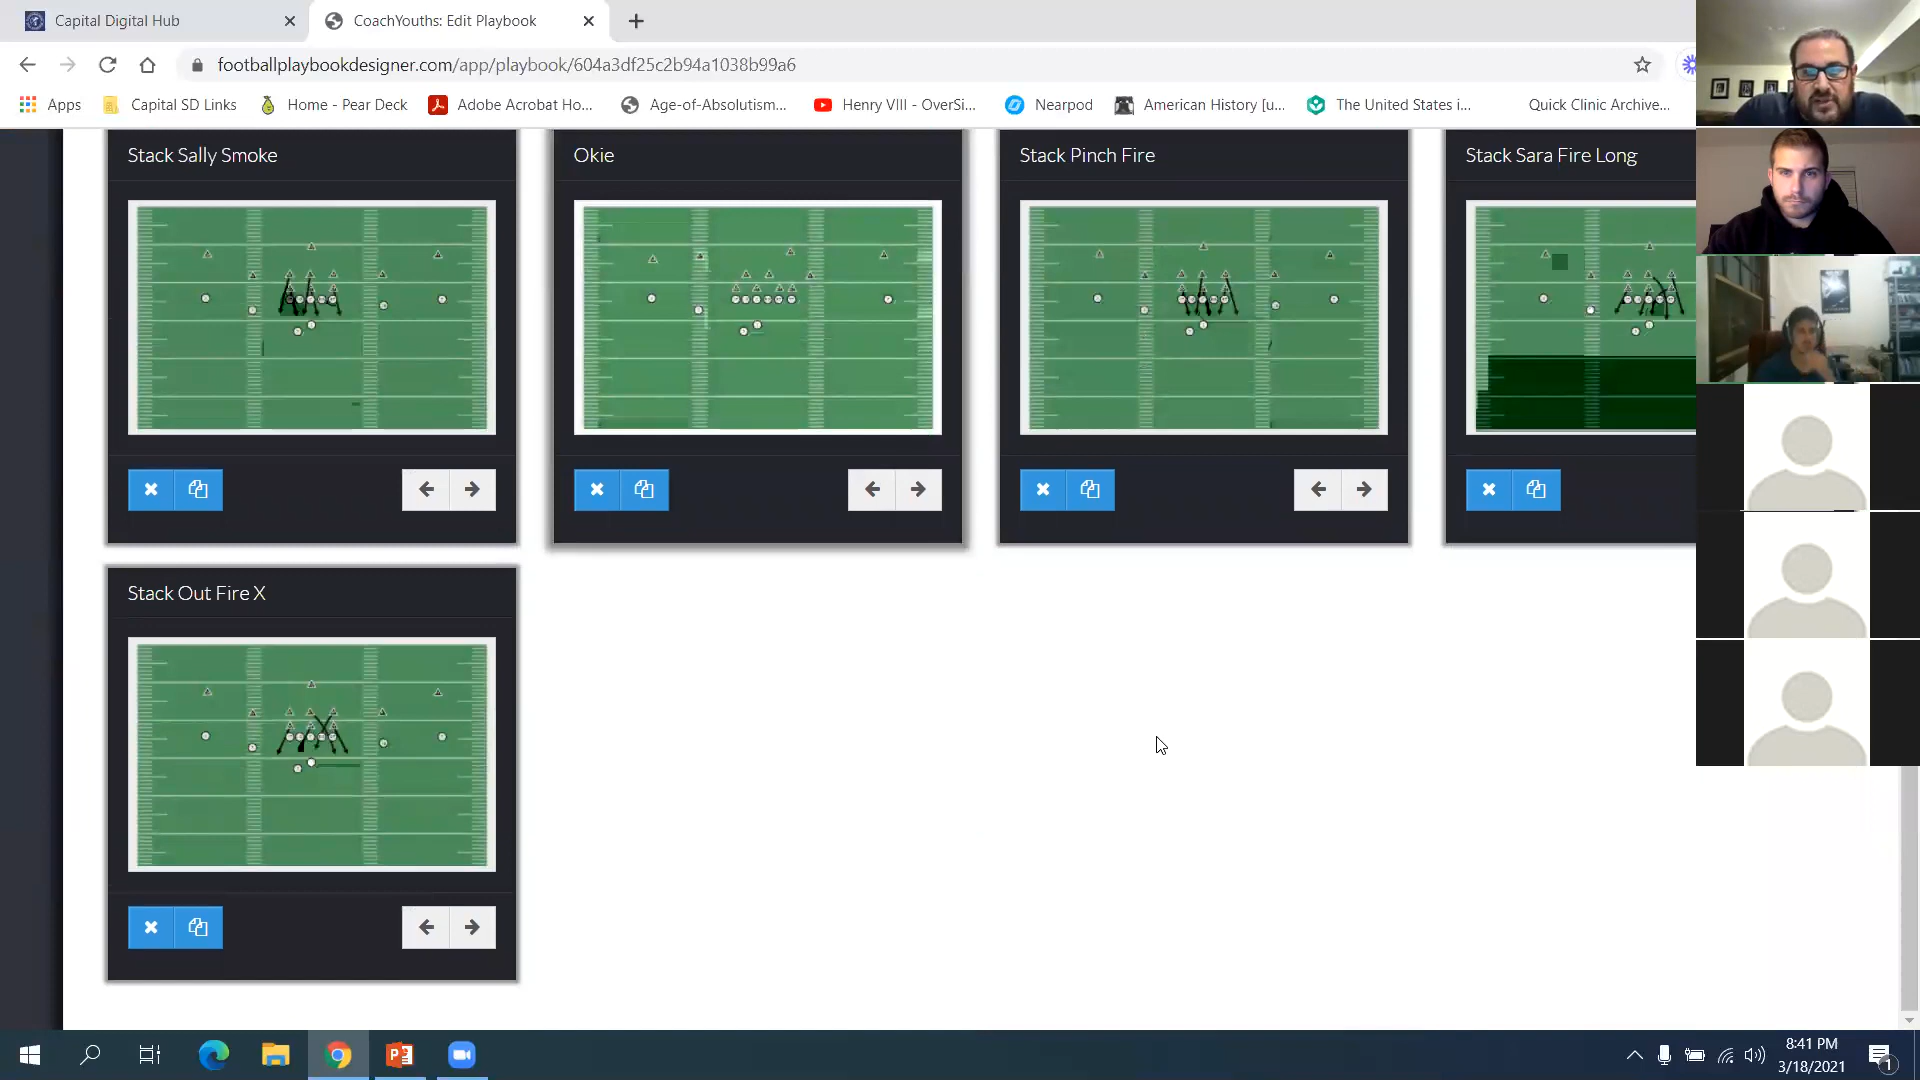 Capital Digital Hub
CoachYouths: Edit Playbook
footballplaybookdesigner.com/app/playbook/604a3df25c2b94a1038b99a6
Apps
Capital SD Links
Home - Pear Deck
Adobe Acrobat Ho...
Age-of-Absolutism...
Henry VIII - OverSi...
Nearpod
American History [u...
The United States i...
Quick Clinic Archive...
Stack Sally Smoke
Okie
Stack Pinch Fire
Stack Sara Fire Long
Stack Out Fire X
8:41 PM
3/18/2021
1